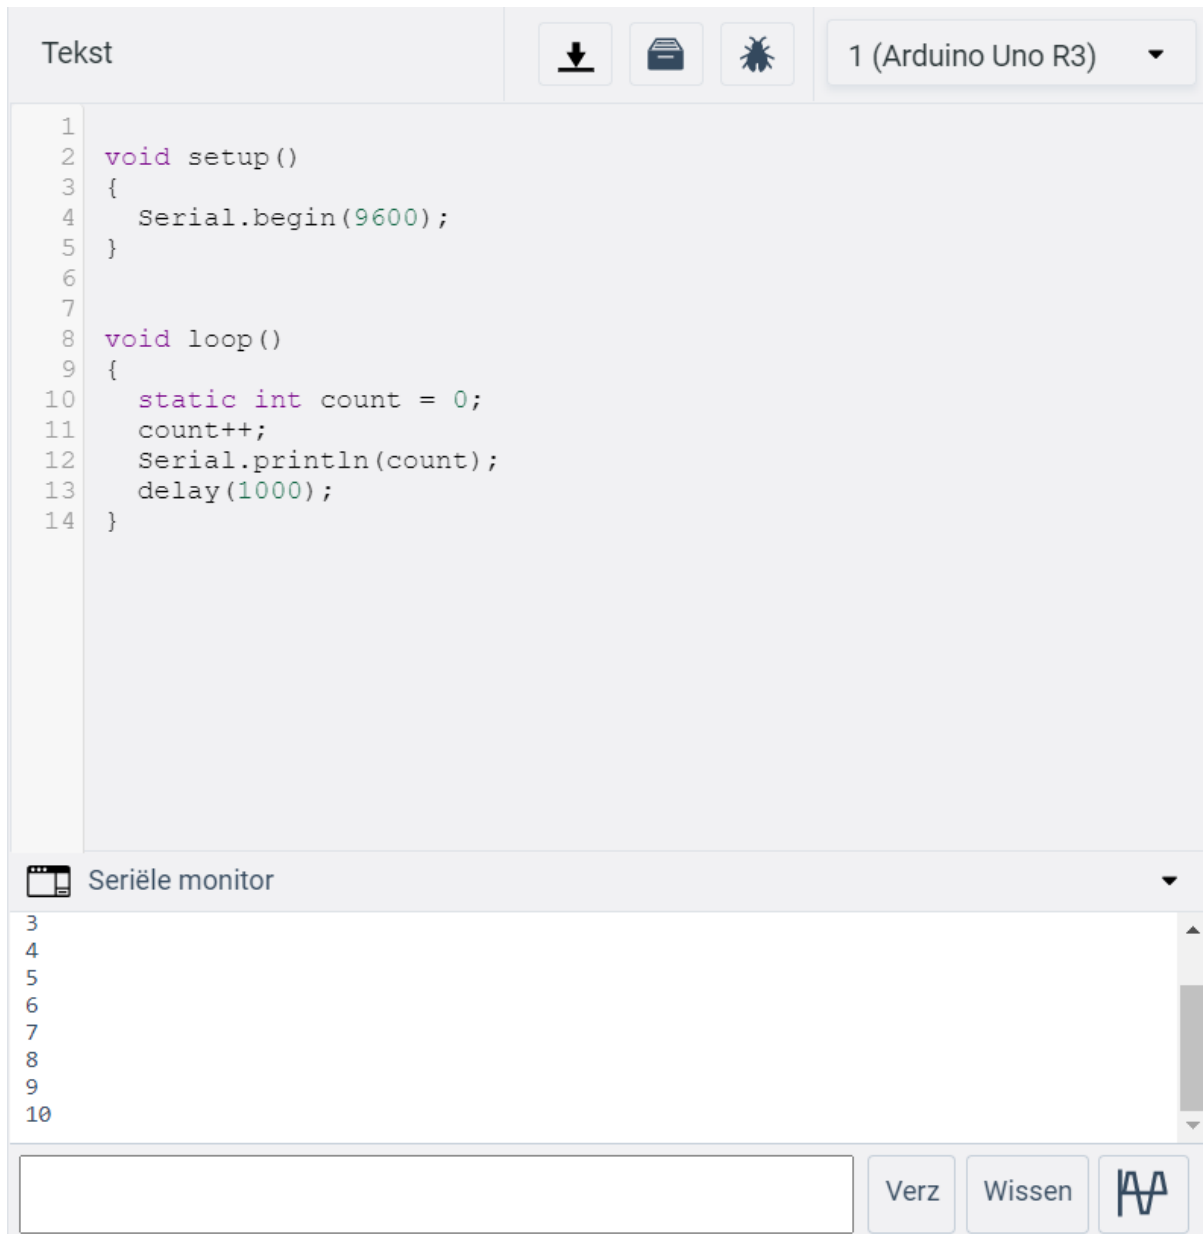 Tekst
1 (Arduino Uno R3)
1
2 void setup()
3 {
4 Serial.begin(9600);
5 }
6
7
8 void loop()
9 {
10 static int count = 0;
11 count++;
12 Serial.println(count);
13 delay(1000);
14 }
Seriële monitor
3
4
5
6
7
8
9
10
Verz
Wissen